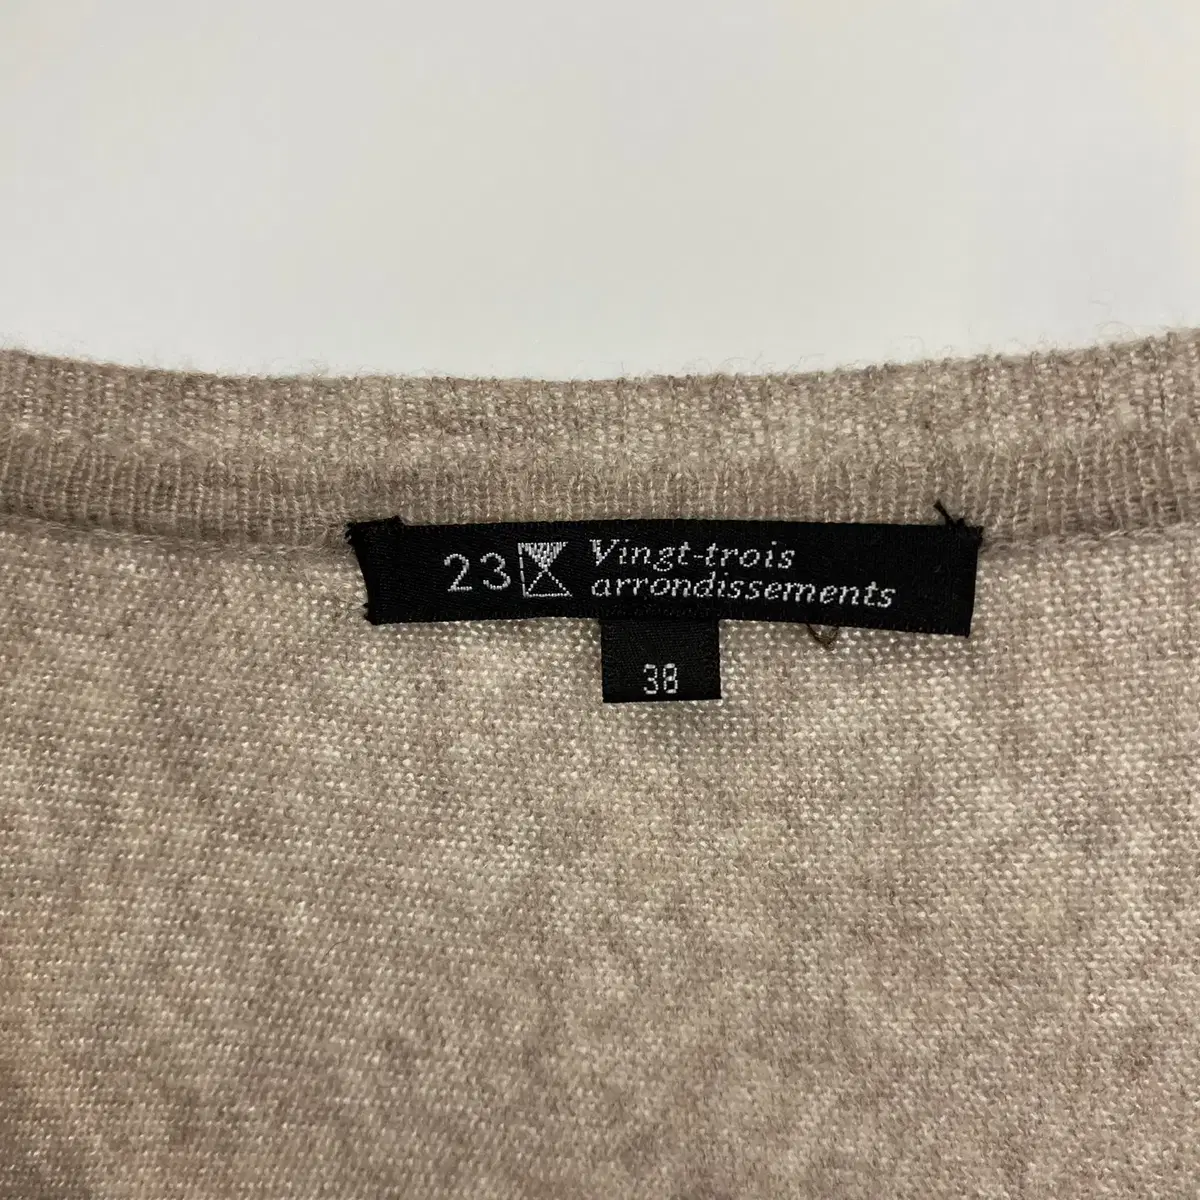 23 Vingt-trois
arrondissements
38